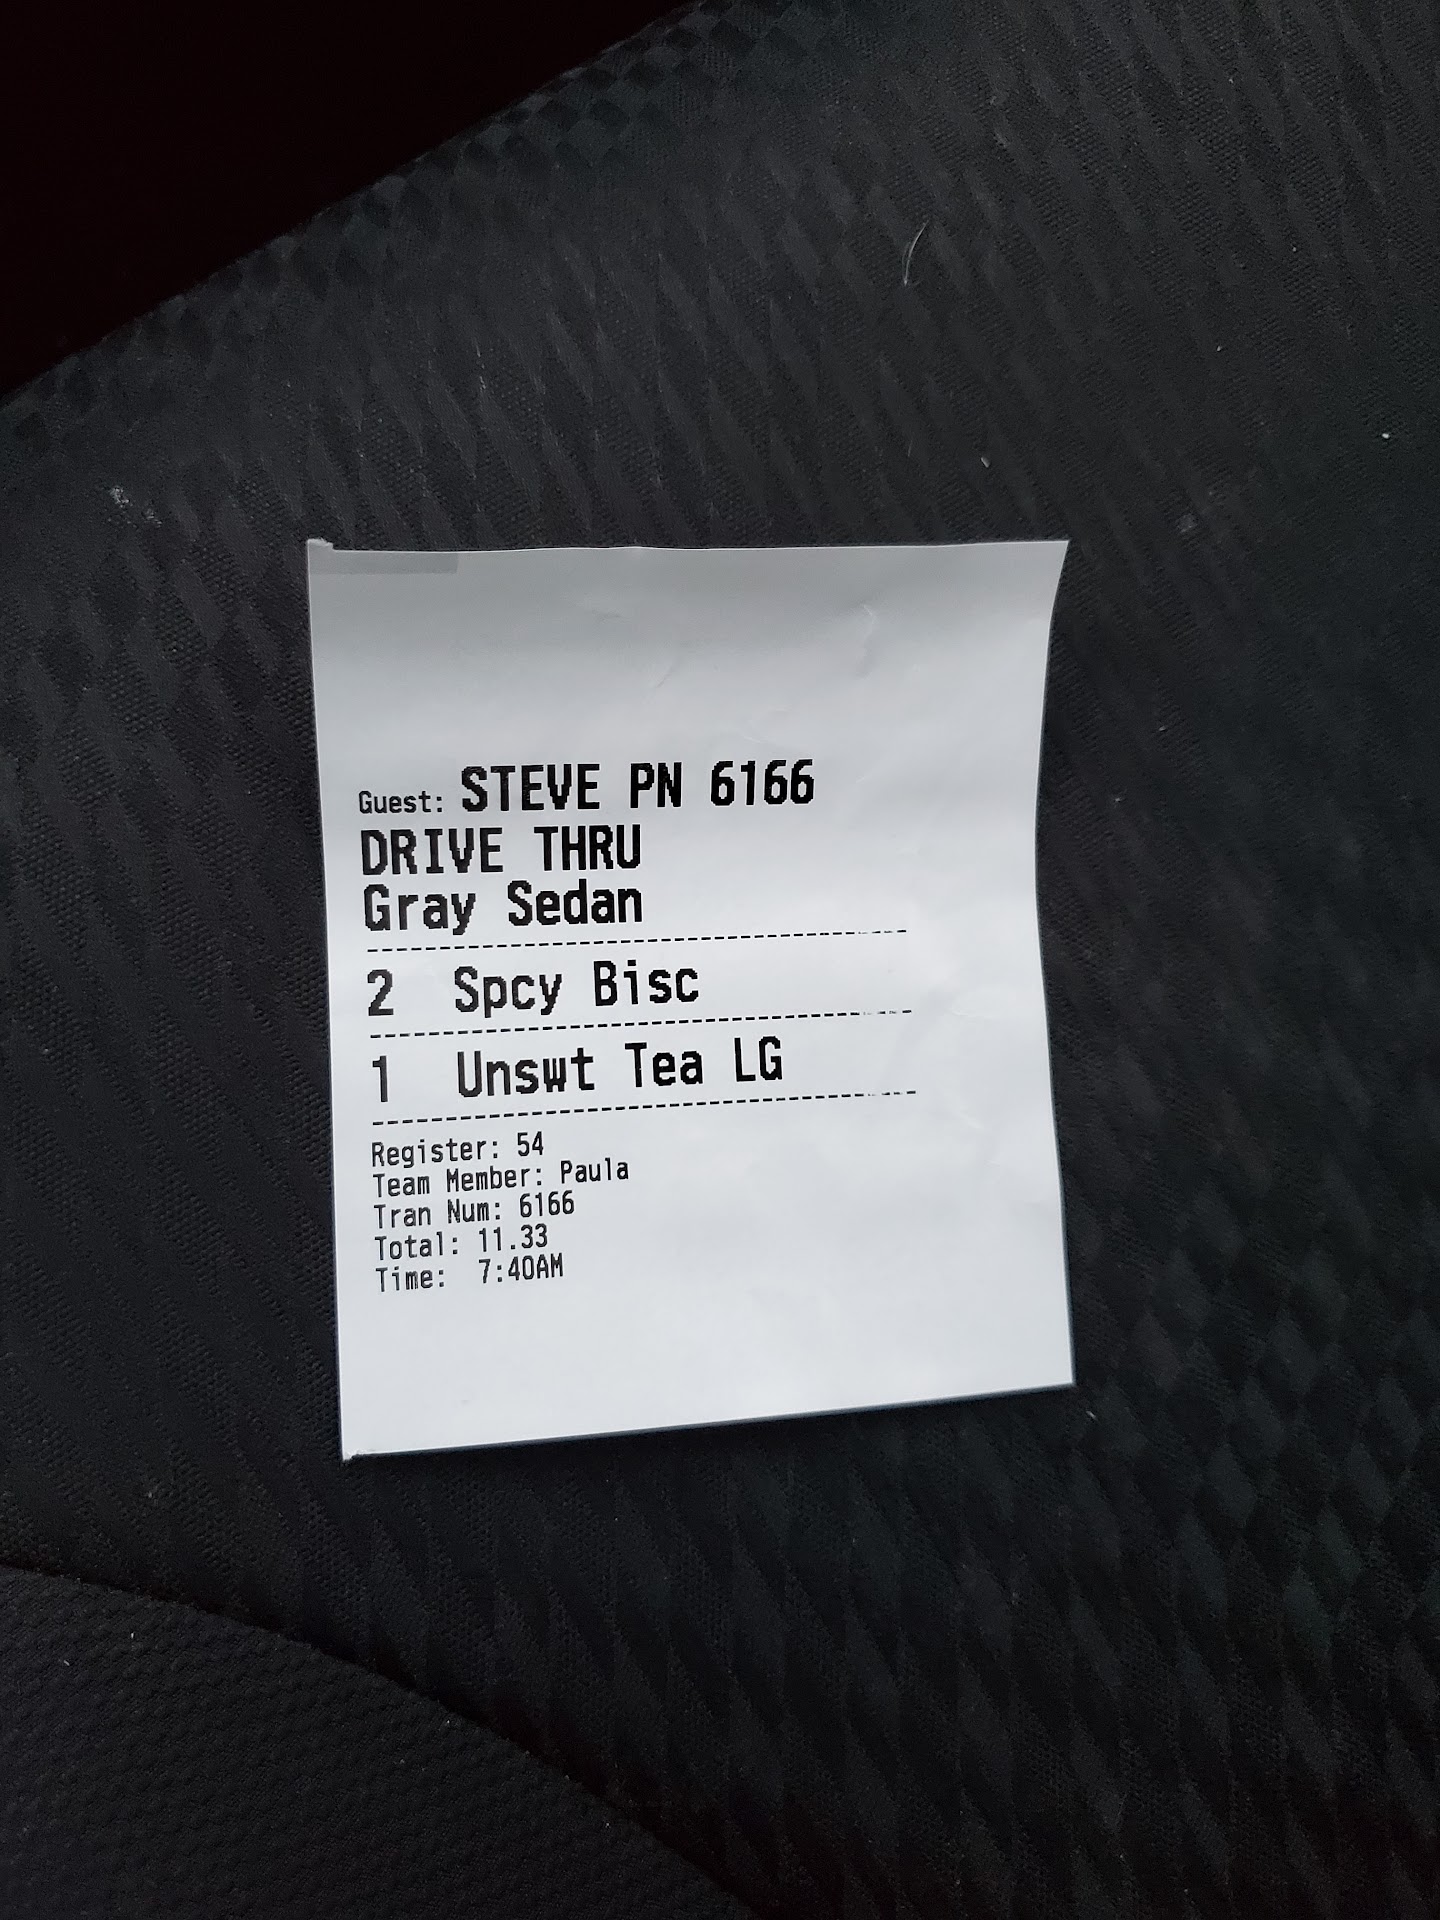 Guest: STEVE PN 6166
DRIVE THRU
Gray Sedan
2 Spcy Bisc
1 Unswt Tea LG
Register: 54
Team Member: Paula
Tran Num: 6166
Total: 11.33
Time: 7:40AM